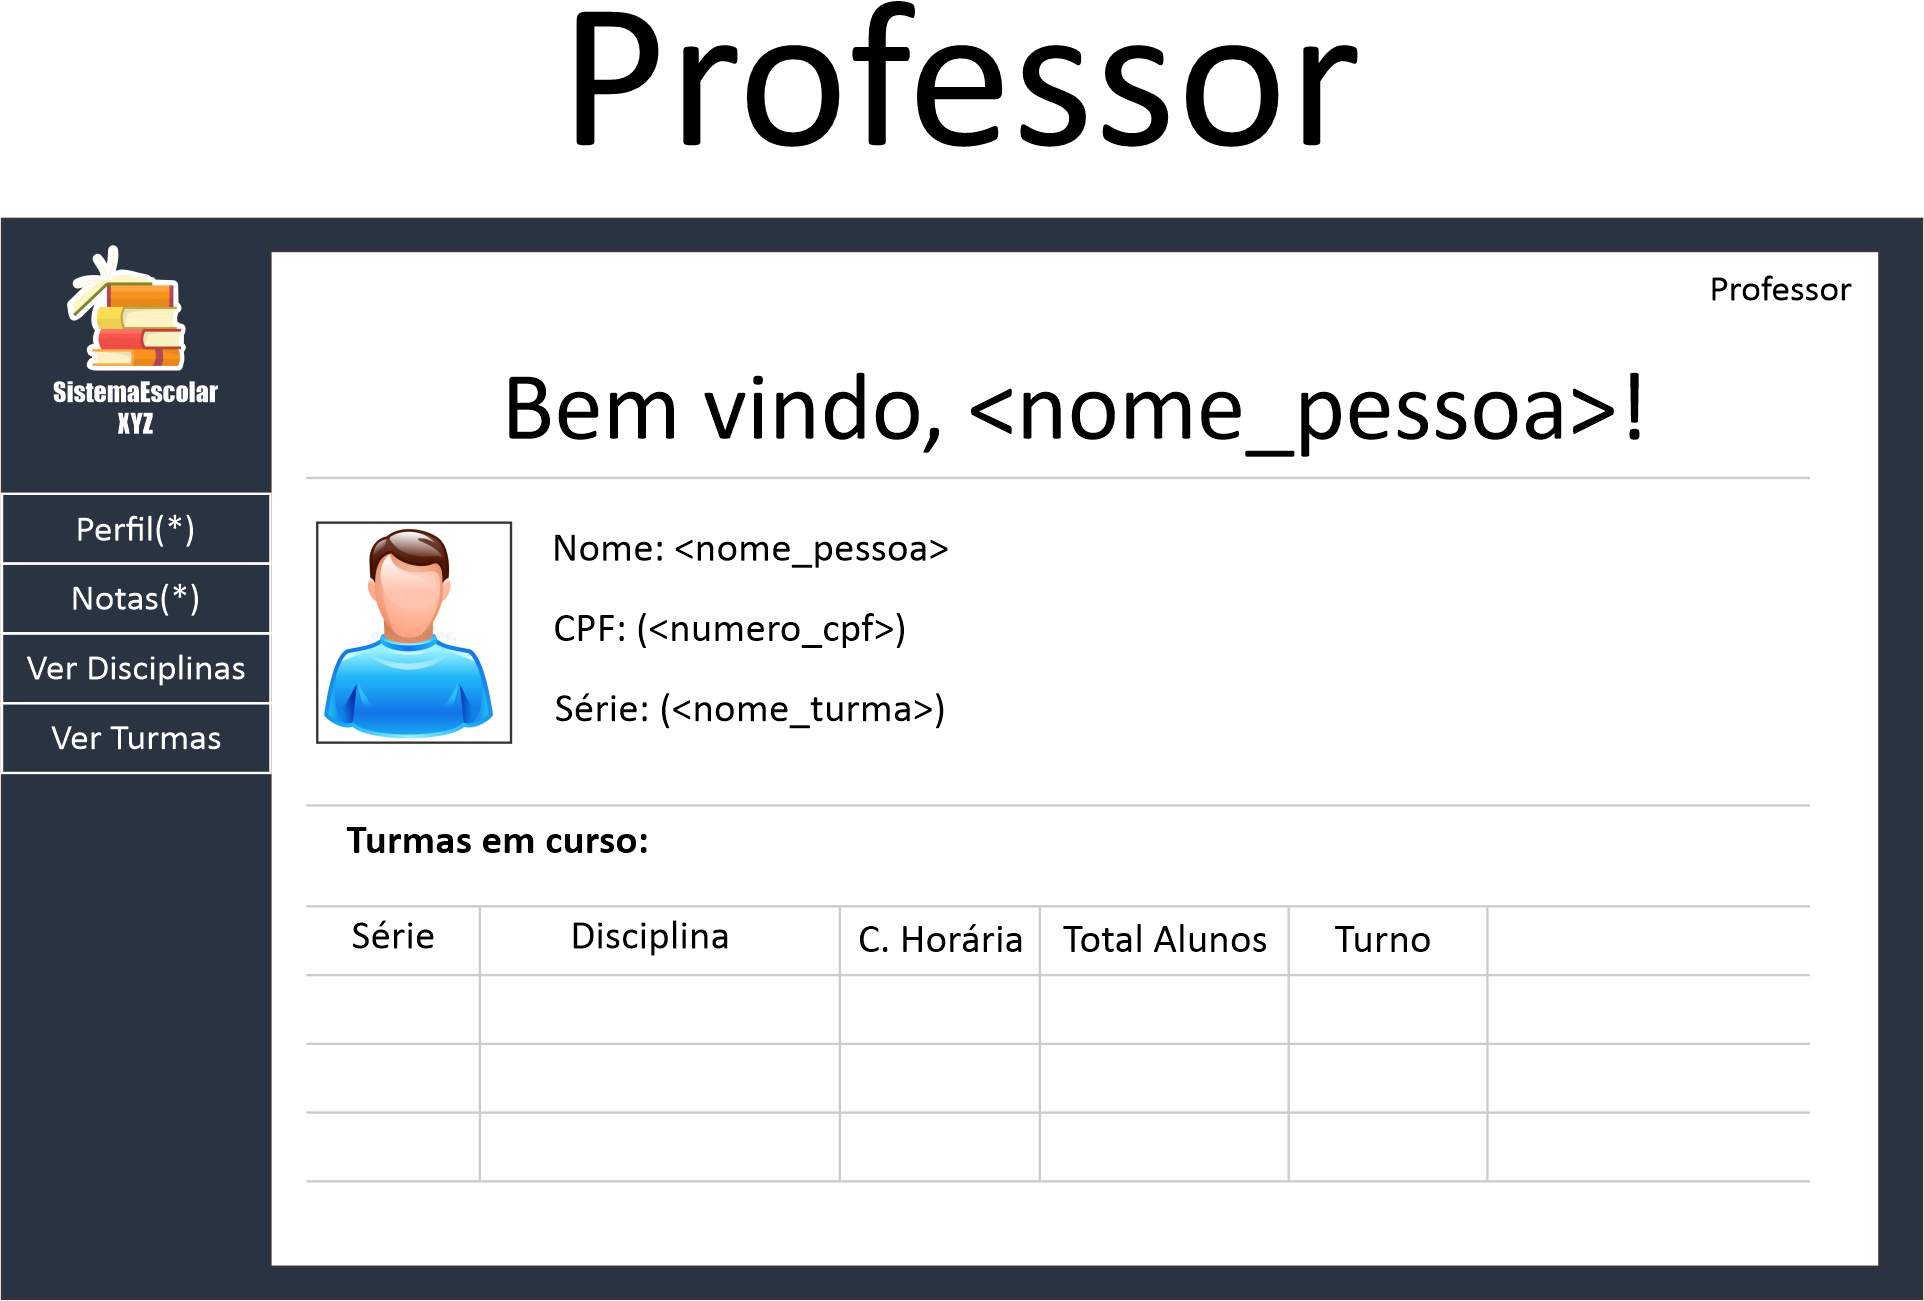 Professor
SistemaEscolar
XYZ
Perfil(*)
Notas(*)
Ver Disciplinas
Ver Turmas
Professor
Bem vindo, <nome_pessoa>!
Nome: <nome_pessoa>
CPF: (<numero_cpf>)
Série: (<nome_turma>)
Turmas em curso:
Série Disciplina C. Horária Total Alunos Turno